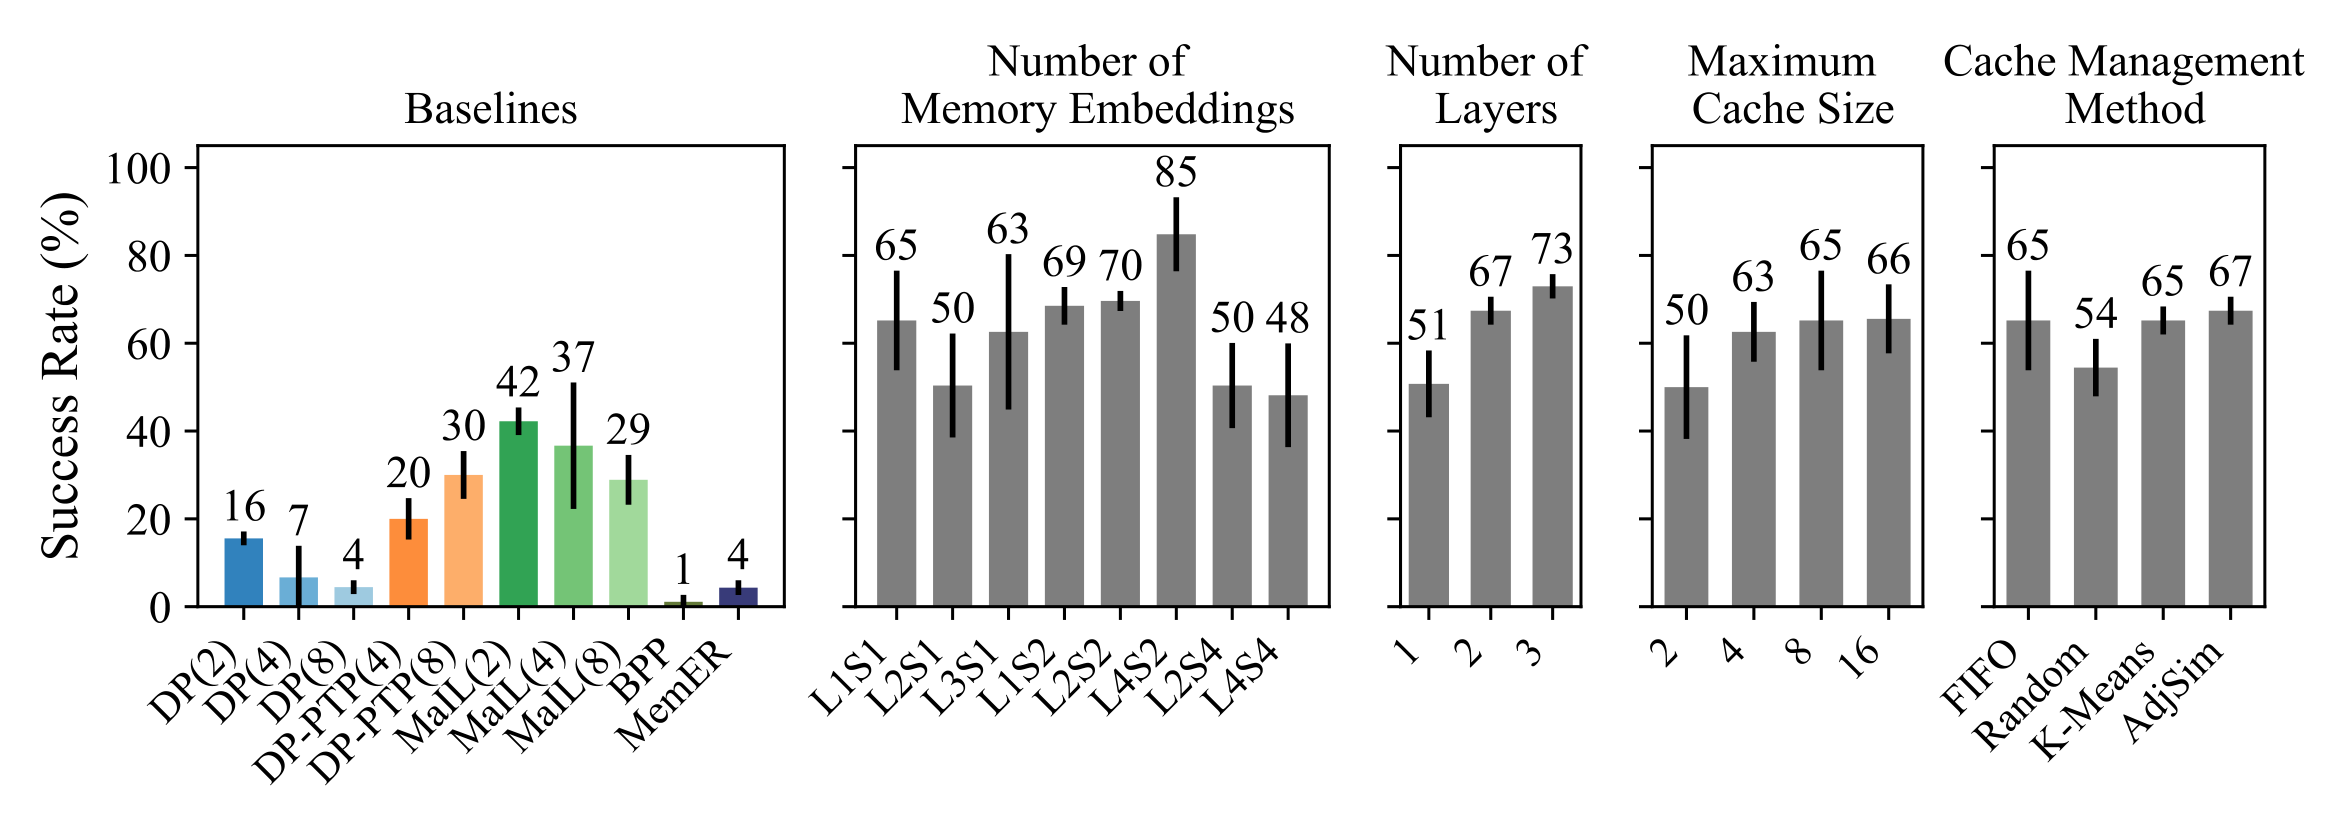 Baselines
Number of
Memory Embeddings
Number of
Layers
Maximum
Cache Size
Cache Management
Method
Success Rate (%)
100
80
60
40
20
0
16
7
4
20
30
42
37
29
1
4
DP(2)
DP(4)
DP(8)
DP-PTP(4)
DP-PTP(8)
MaIL(2)
MaIL(4)
MaIL(8)
BPP
MemER
65
50
63
69
70
85
50
48
L1S1
L2S1
L3S1
L1S2
L2S2
L4S2
L2S4
L4S4
51
67
73
1
2
3
50
63
65
66
2
4
8
16
65
54
65
67
FIFO
Random
K-Means
AdjSim